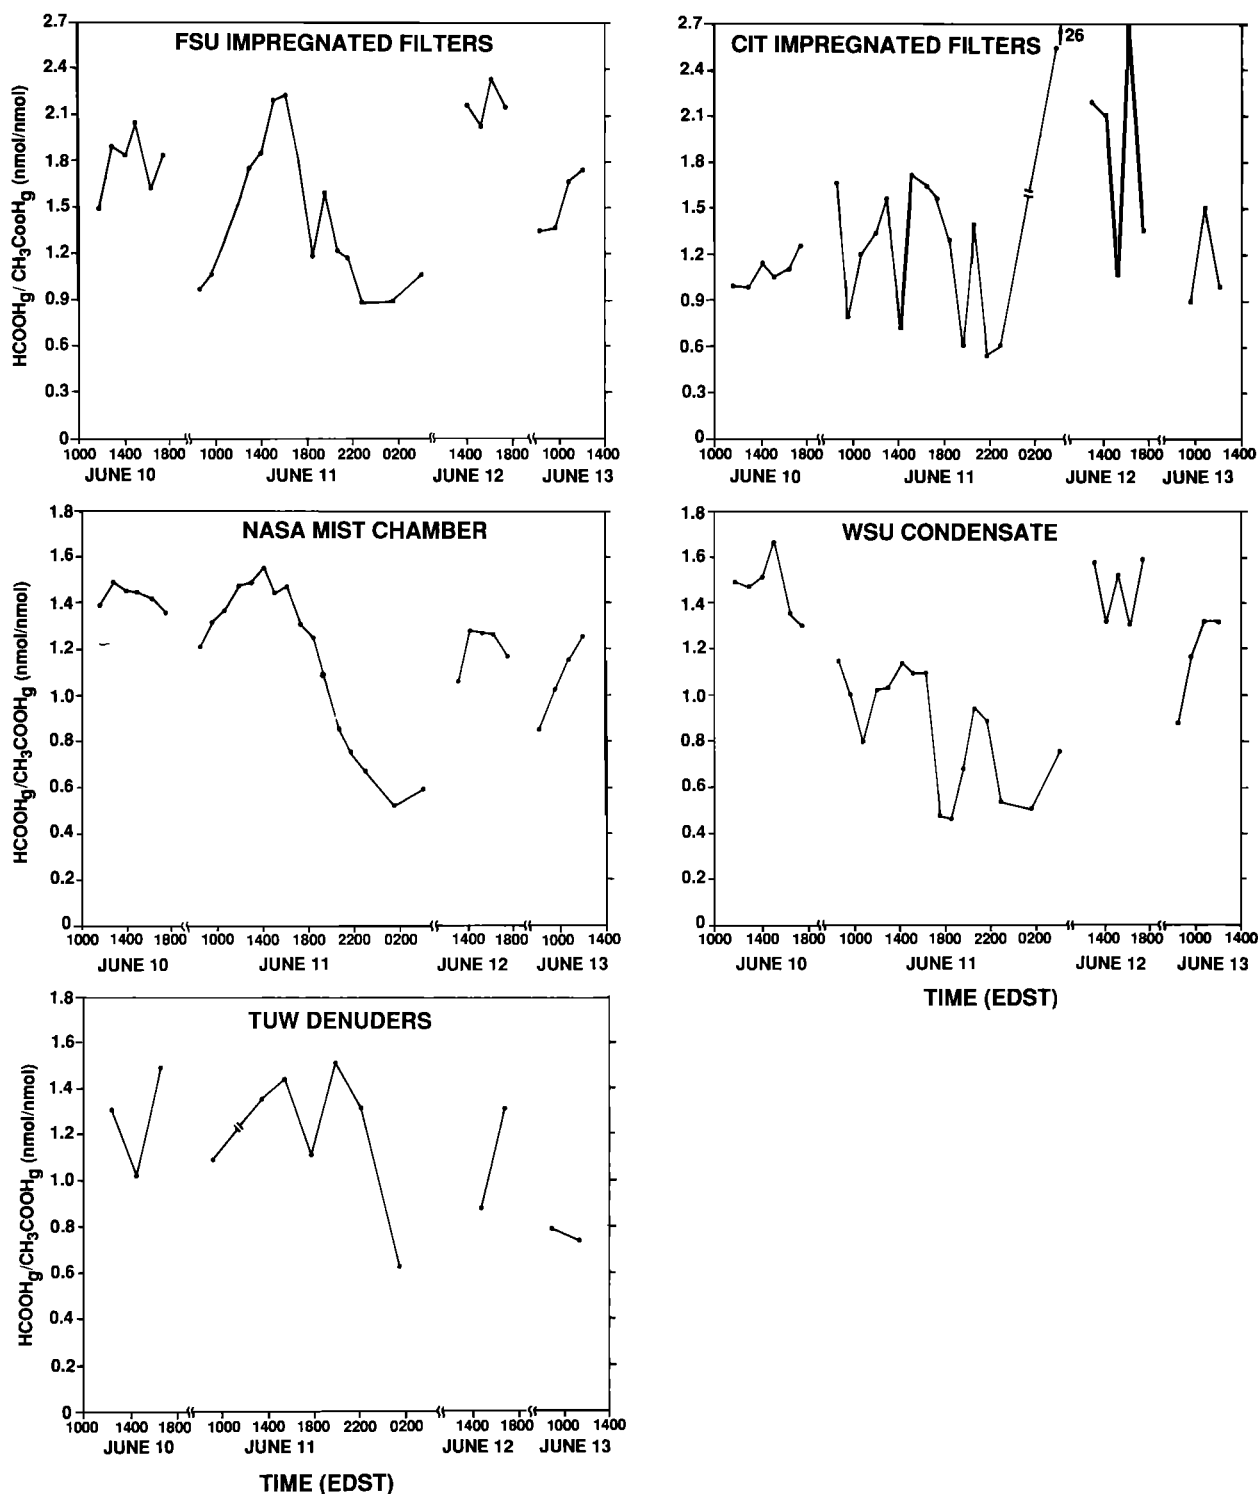 FSU IMPREGNATED FILTERS
HCOOHg/ CH3CooHg (nmol/nmol)
2.7
2.4
2.1
1.8
1.5
1.2
0.9
0.6
0.3
0
1000 1400 1800 1000 1400 1800 2200 0200 1400 1800 1000 1400
JUNE 10 JUNE 11 JUNE 12 JUNE 13
CIT IMPREGNATED FILTERS
26
2.7
2.4
2.1
1.8
1.5
1.2
0.9
0.6
0.3
0
1000 1400 1800 1000 1400 1800 2200 0200 1400 1800 1000 1400
JUNE 10 JUNE 11 JUNE 12 JUNE 13
NASA MIST CHAMBER
HCOOHg/CH3COOHg (nmol/nmol)
1.8
1.6
1.4
1.2
1.0
0.8
0.6
0.4
0.2
0
1000 1400 1800 1000 1400 1800 2200 0200 1400 1800 1000 1400
JUNE 10 JUNE 11 JUNE 12 JUNE 13
WSU CONDENSATE
1.8
1.6
1.4
1.2
1.0
0.8
0.6
0.4
0.2
0
1000 1400 1800 1000 1400 1800 2200 0200 1400 1800 1000 1400
JUNE 10 JUNE 11 JUNE 12 JUNE 13
TIME (EDST)
TUW DENUDERS
HCOOHg/CH3COOHg (nmol/nmol)
1.8
1.6
1.4
1.2
1.0
0.8
0.6
0.4
0.2
0
1000 1400 1800 1000 1400 1800 2200 0200 1400 1800 1000 1400
JUNE 10 JUNE 11 JUNE 12 JUNE 13
TIME (EDST)